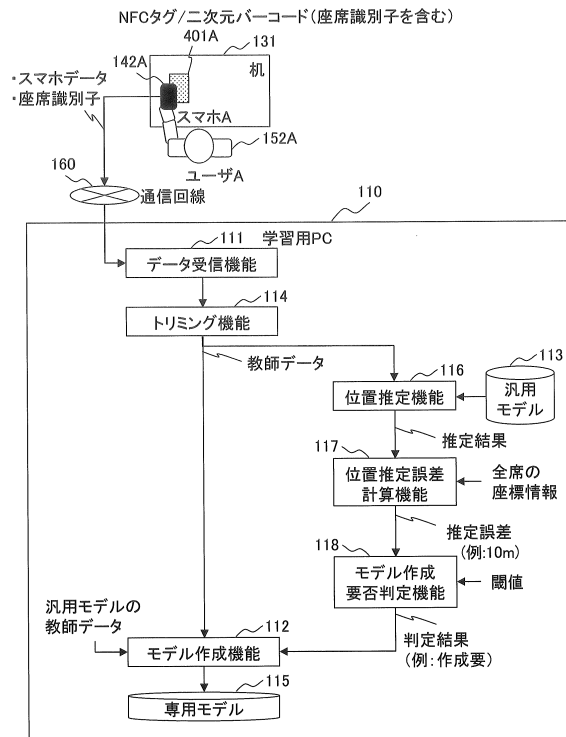 NFCタグ/二次元バーコード(座席識別子を含む)
401A
131
142A
机
・スマホデータ
・座席識別子
スマホA
152A
ユーザA
160
通信回線
110
111
学習用PC
データ受信機能
114
トリミング機能
教師データ
116
113
位置推定機能
汎用
モデル
推定結果
117
位置推定誤差
計算機能
全席の
座標情報
推定誤差
(例:10m)
118
モデル作成
要否判定機能
閾値
汎用モデルの
教師データ
112
モデル作成機能
判定結果
(例:作成要)
115
専用モデル